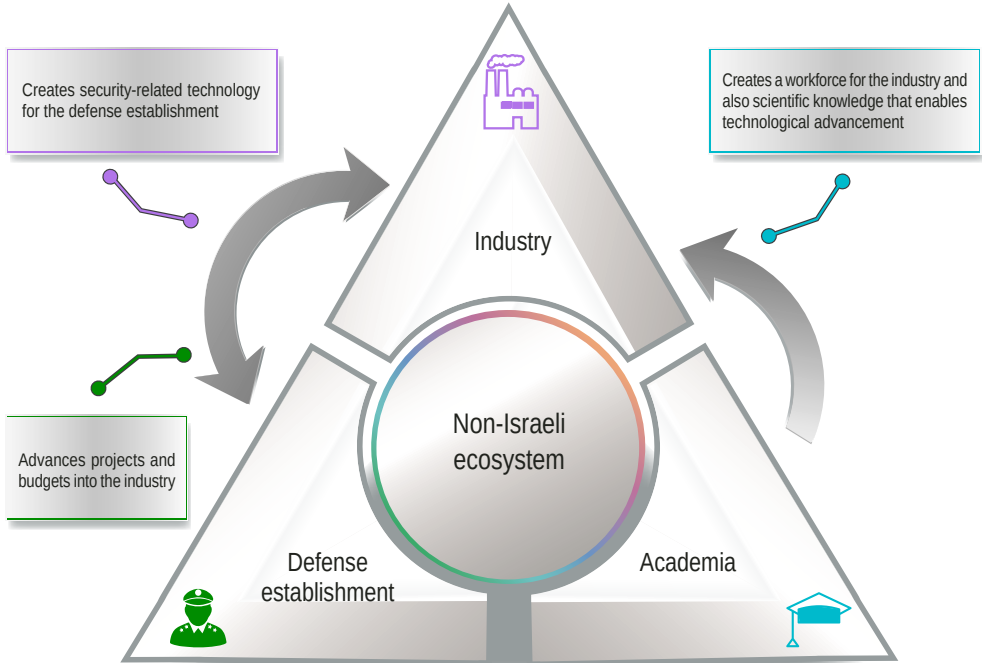 Creates security-related technology
for the defense establishment
Creates a workforce for the industry and
also scientific knowledge that enables
technological advancement
Industry
Advances projects and
budgets into the industry
Non-Israeli
ecosystem
Defense
establishment
Academia